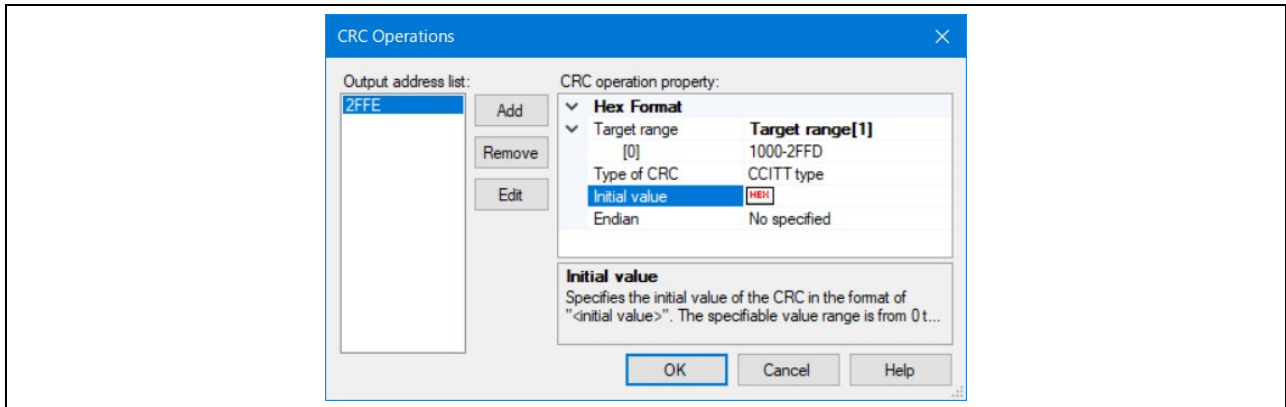 CRC Operations
Output address list:
2FFE
Add
Remove
Edit
CRC operation property:
Hex Format
Target range Target range[1]
[0] 1000-2FFD
Type of CRC CCITT type
Initial value HEX
Endian No specified
Initial value
Specifies the initial value of the CRC in the format of
"<initial value>". The specifiable value range is from 0 t...
OK Cancel Help